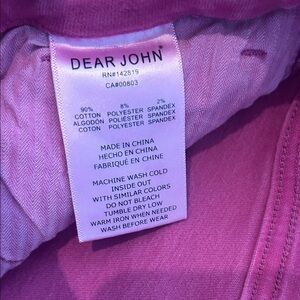 DEAR JOHN
RN#142819
CA#00803
90% 8% 2%
COTTON POLYESTER SPANDEX
ALGODÓN POLIÉSTER SPANDEX
COTON POLYESTER SPANDEX
MADE IN CHINA
HECHO EN CHINA
FABRIQUÉ EN CHINE
MACHINE WASH COLD
INSIDE OUT
WITH SIMILAR COLORS
DO NOT BLEACH
TUMBLE DRY LOW
WARM IRON WHEN NEEDED
WASH BEFORE WEAR